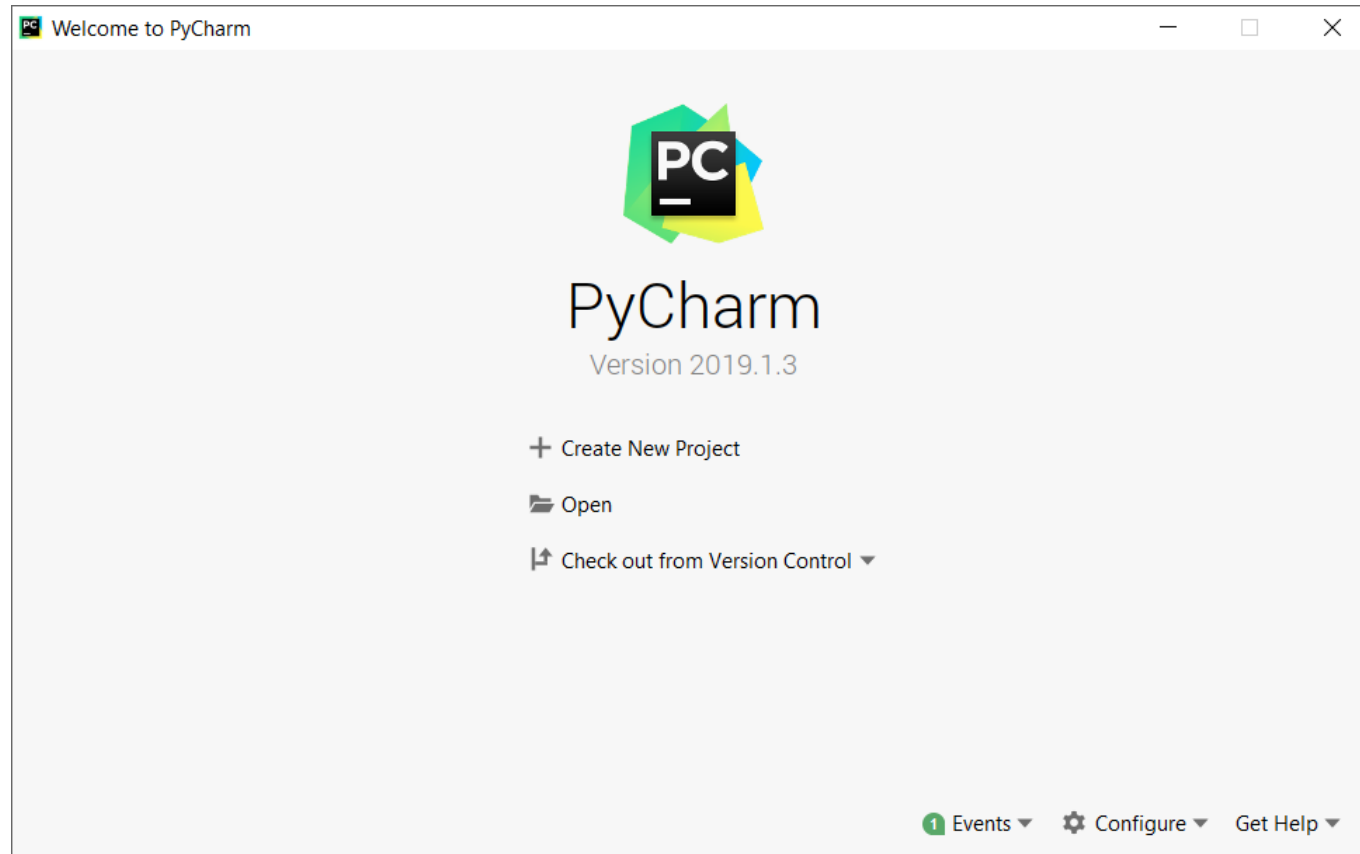 Welcome to PyCharm
PC
PyCharm
Version 2019.1.3
Create New Project
Open
Check out from Version Control
1 Events Configure Get Help